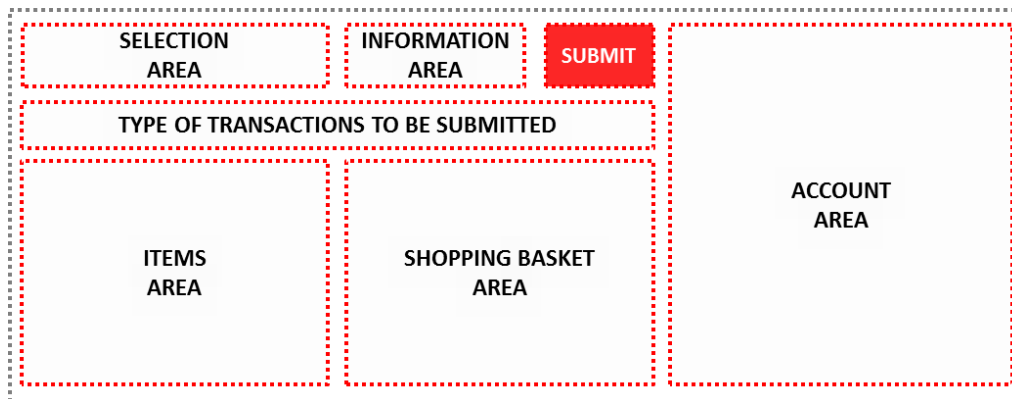 SELECTION
AREA
INFORMATION
AREA
SUBMIT
TYPE OF TRANSACTIONS TO BE SUBMITTED
ITEMS
AREA
SHOPPING BASKET
AREA
ACCOUNT
AREA